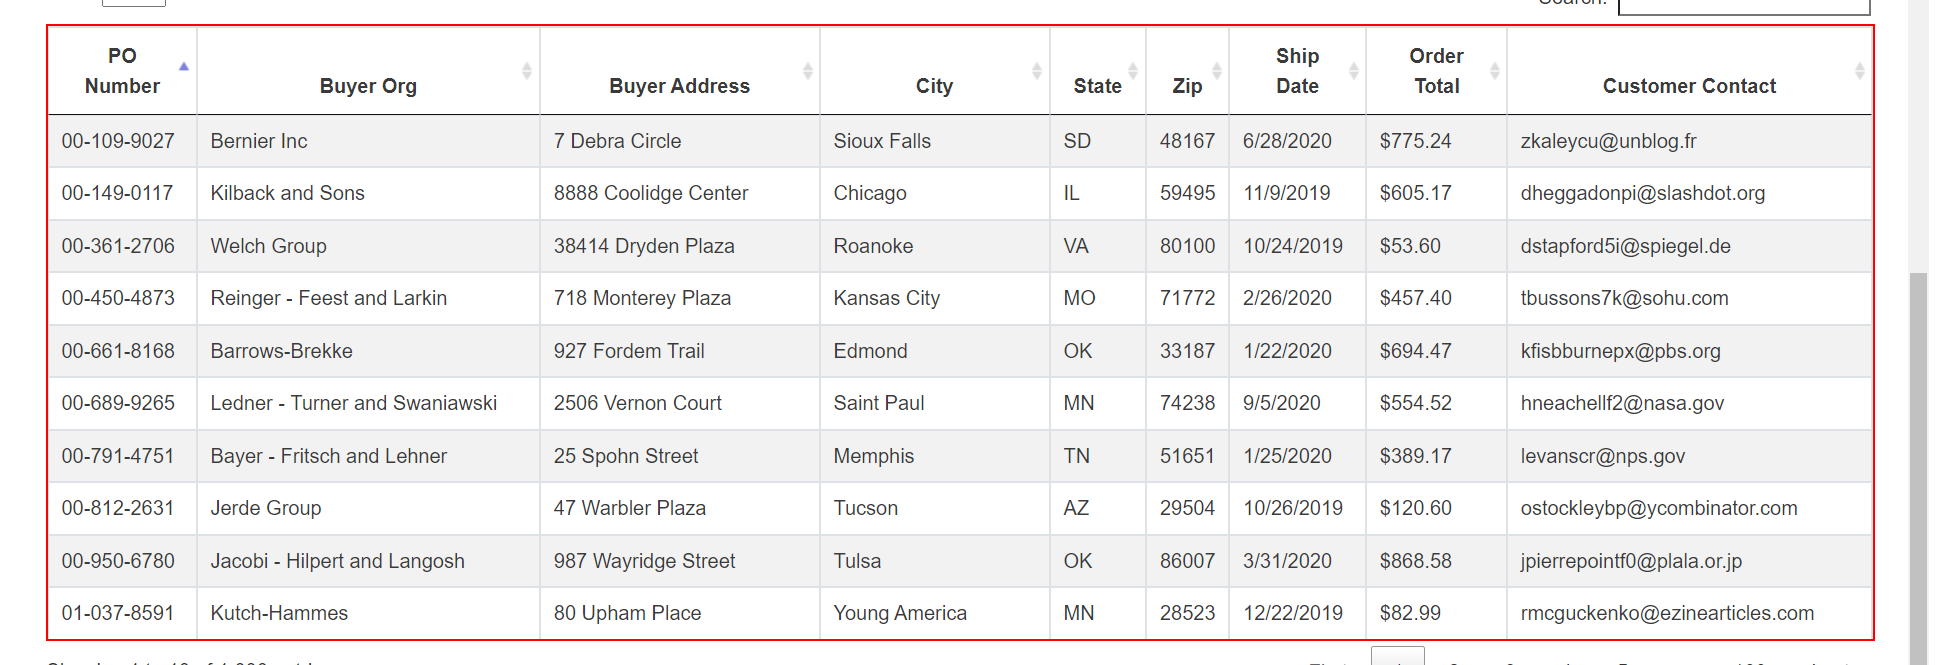 Search:
PO Number Buyer Org Buyer Address City State Zip Ship Date Order Total Customer Contact
00-109-9027 Bernier Inc 7 Debra Circle Sioux Falls SD 48167 6/28/2020 $775.24 zkaleycu@unblog.fr
00-149-0117 Kilback and Sons 8888 Coolidge Center Chicago IL 59495 11/9/2019 $605.17 dheggadonpi@slashdot.org
00-361-2706 Welch Group 38414 Dryden Plaza Roanoke VA 80100 10/24/2019 $53.60 dstapford5i@spiegel.de
00-450-4873 Reinger - Feest and Larkin 718 Monterey Plaza Kansas City MO 71772 2/26/2020 $457.40 tbussons7k@sohu.com
00-661-8168 Barrows-Brekke 927 Fordem Trail Edmond OK 33187 1/22/2020 $694.47 kfisbburnepx@pbs.org
00-689-9265 Ledner - Turner and Swaniawski 2506 Vernon Court Saint Paul MN 74238 9/5/2020 $554.52 hneachellf2@nasa.gov
00-791-4751 Bayer - Fritsch and Lehner 25 Spohn Street Memphis TN 51651 1/25/2020 $389.17 levanscr@nps.gov
00-812-2631 Jerde Group 47 Warbler Plaza Tucson AZ 29504 10/26/2019 $120.60 ostockleybp@ycombinator.com
00-950-6780 Jacobi - Hilpert and Langosh 987 Wayridge Street Tulsa OK 86007 3/31/2020 $868.58 jpierrepointf0@plala.or.jp
01-037-8591 Kutch-Hammes 80 Upham Place Young America MN 28523 12/22/2019 $82.99 rmcguckenko@ezinearticles.com